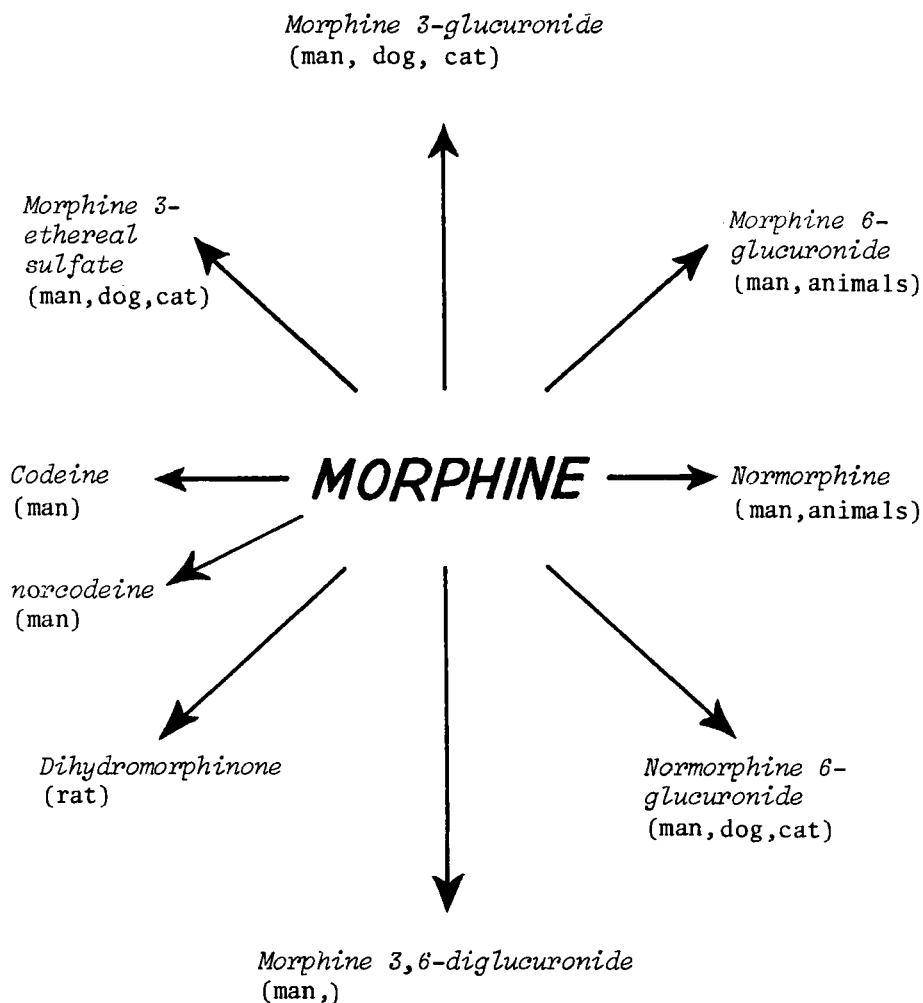 Morphine 3-glucuronide
(man, dog, cat)
Morphine 3-
ethereal
sulfate
(man,dog,cat)
Morphine 6-
glucuronide
(man,animals)
Codeine
(man)
MORPHINE
Normorphine
(man,animals)
norcodeine
(man)
Dihydromorphinone
(rat)
Normorphine 6-
glucuronide
(man,dog,cat)
Morphine 3,6-diglucuronide
(man,)